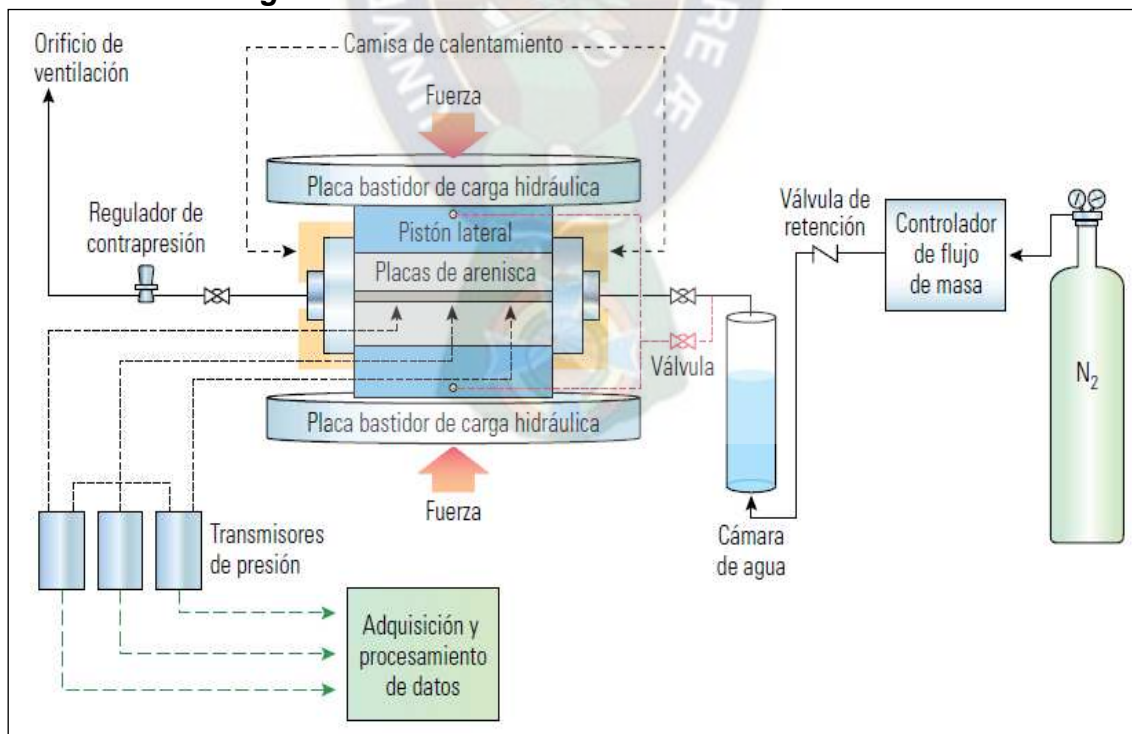 Orificio de
ventilación
Camisa de calentamiento
Fuerza
Placa bastidor de carga hidráulica
Regulador de
contrapresión
Pistón lateral
Placas de arenisca
Válvula de
retención
Controlador
de flujo
de masa
Válvula
N₂
Placa bastidor de carga hidráulica
Fuerza
Cámara
de agua
Transmisores
de presión
Adquisición y
procesamiento
de datos